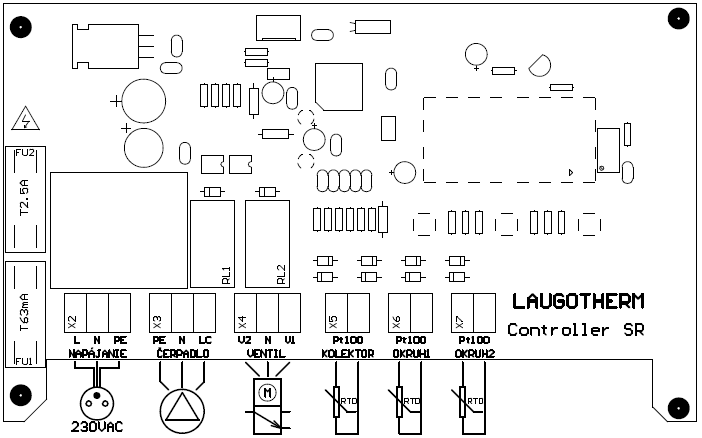 FU2
T2.5A
RL1
RL2
T63mA
FU1
LAUGOTHERM
Controller SR
X2
X3
X4
X5
X6
X7
L N PE
PE N LC
V2 N V1
Pt100
Pt100
Pt100
NAPÁJANIE
ČERPADLO
VENTIL
KOLEKTOR
OKRUH1
OKRUH2
M
RTD
RTD
RTD
230VAC